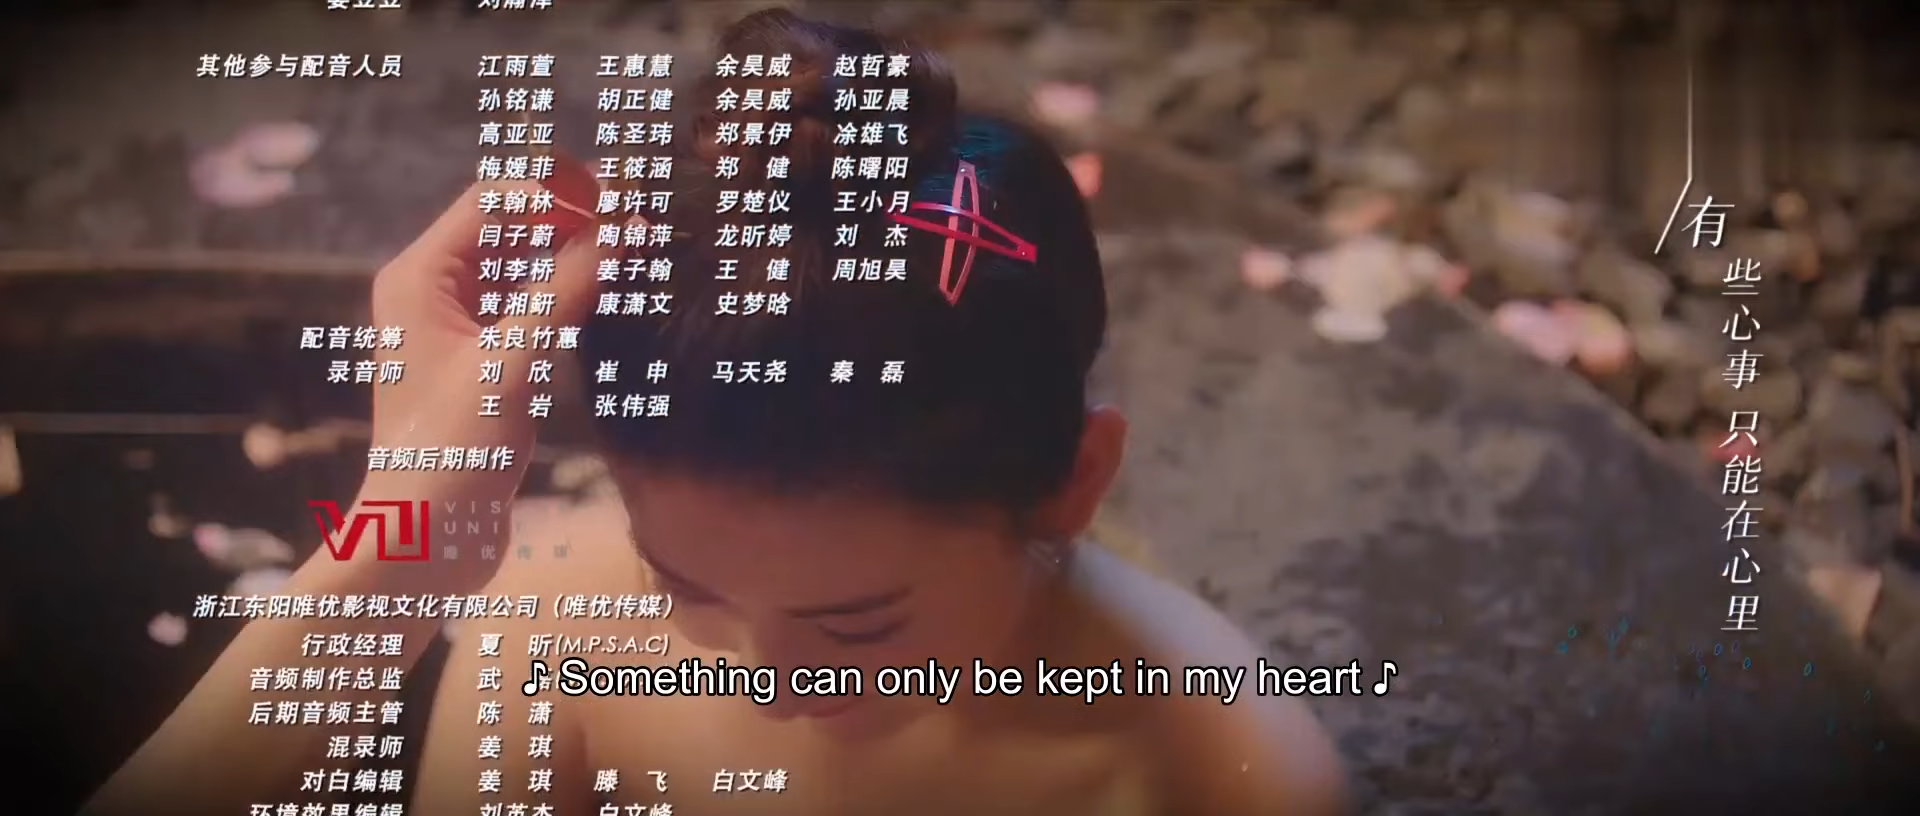 其他参与配音人员 江雨萱 王惠慧 余昊威 赵哲豪
孙铭谦 胡正健 余昊威 孙亚晨
高亚亚 陈圣玮 郑景伊 凃雄飞
梅媛菲 王筱涵 郑 健 陈曙阳
李翰林 廖许可 罗楚仪 王小月
闫子蔚 陶锦萍 龙昕婷 刘 杰
刘李桥 姜子翰 王 健 周旭昊
黄湘鈃 康潇文 史梦晗
配音统筹 朱良竹蕙
录音师 刘 欣 崔 申 马天尧 秦 磊
王 岩 张伟强
音频后期制作
VU
浙江东阳唯优影视文化有限公司（唯优传媒）
行政经理 夏 昕(M.P.S.A.C)
音频制作总监 武
后期音频主管 陈 潇
混录师 姜 琪
对白编辑 姜 琪 滕 飞 白文峰
♪ Something can only be kept in my heart ♪
有些心事 只能在心里